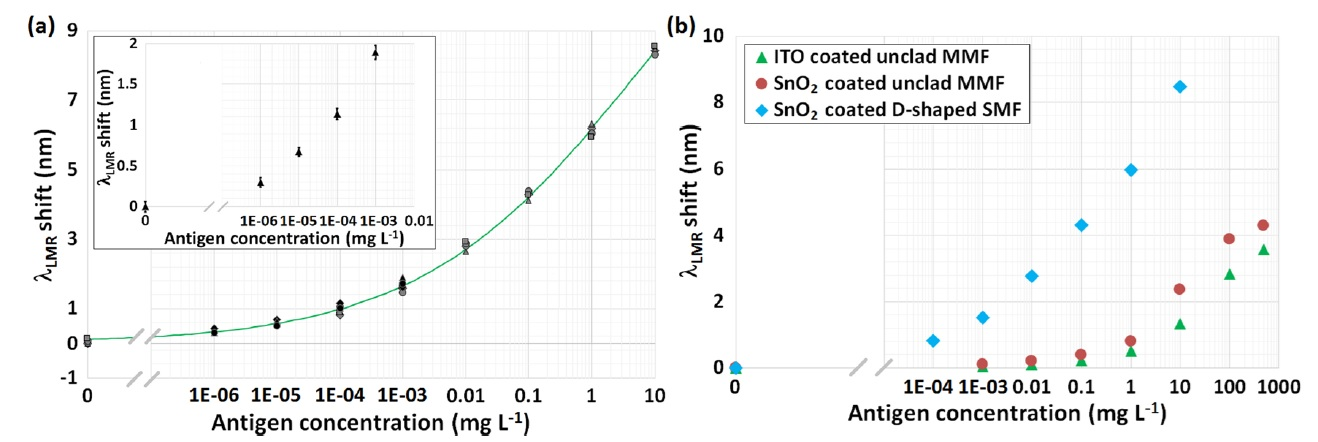 (a)
9
7
5
3
1
0
-1
λLMR shift (nm)
2
1.5
1
0.5
0
λLMR shift (nm)
0 1E-06 1E-05 1E-04 1E-03 0.01
Antigen concentration (mg L-1)
0 1E-06 1E-05 1E-04 1E-03 0.01 0.1 1 10
Antigen concentration (mg L-1)
(b)
10
8
6
4
2
0
λLMR shift (nm)
ITO coated unclad MMF
SnO2 coated unclad MMF
SnO2 coated D-shaped SMF
0 1E-04 1E-03 0.01 0.1 1 10 100 1000
Antigen concentration (mg L-1)